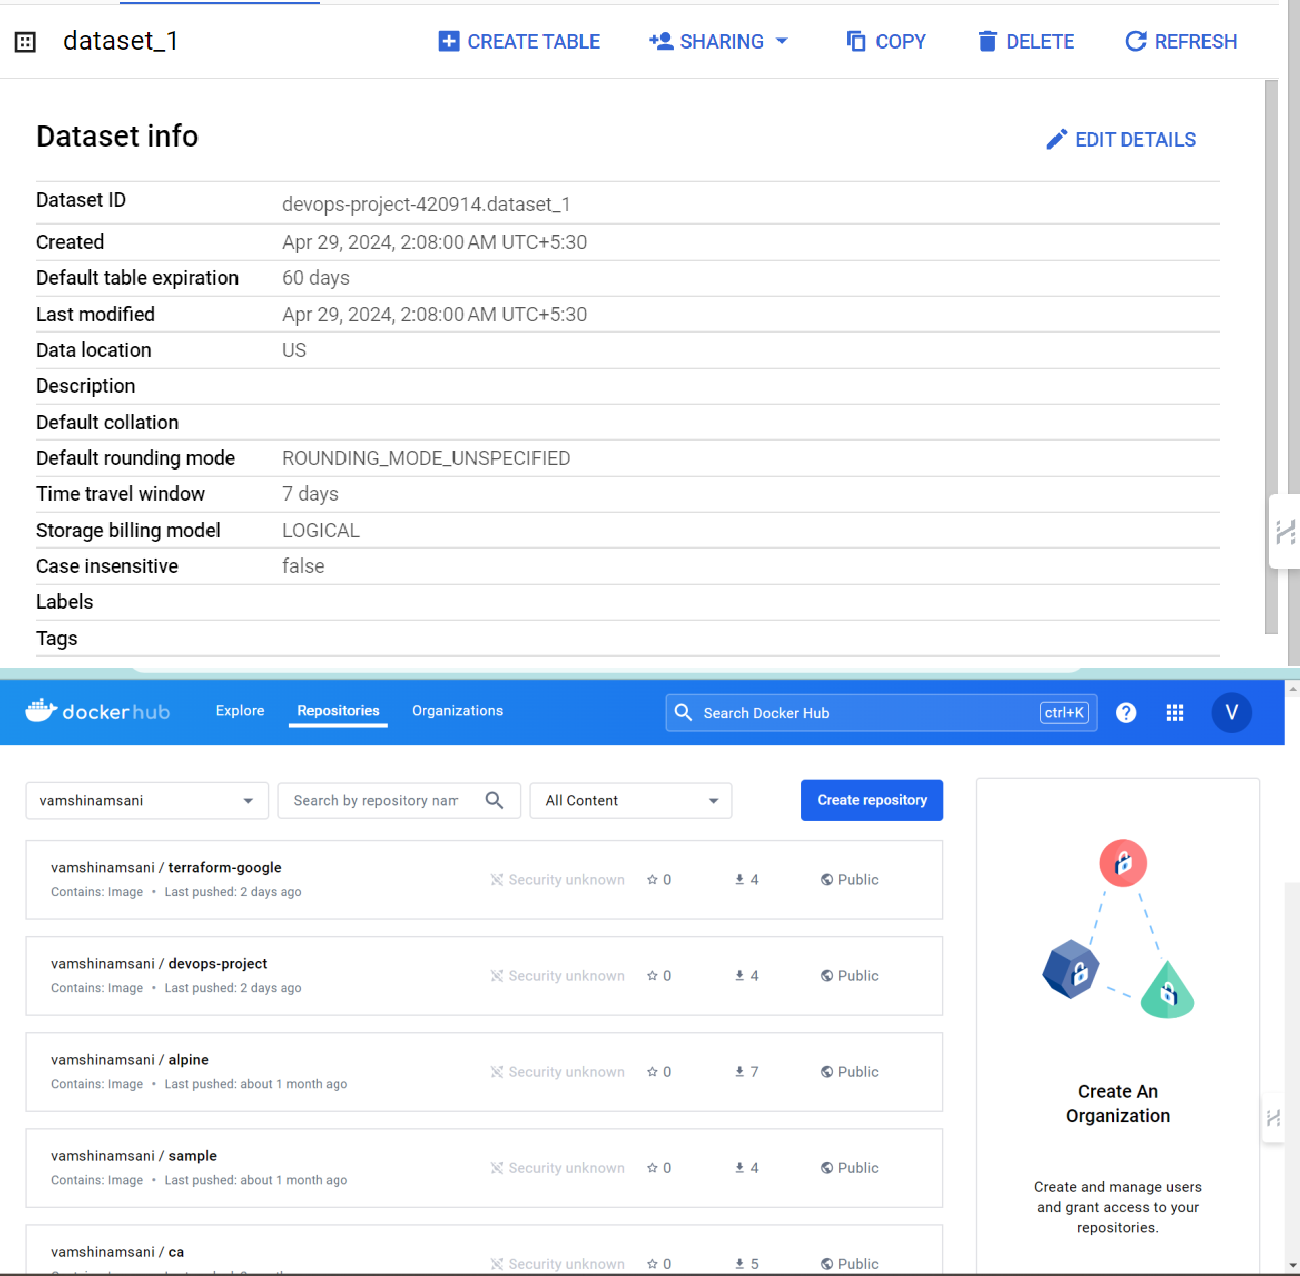 dataset_1 CREATE TABLE SHARING COPY DELETE REFRESH
Dataset info EDIT DETAILS
Dataset ID devops-project-420914.dataset_1
Created Apr 29, 2024, 2:08:00 AM UTC+5:30
Default table expiration 60 days
Last modified Apr 29, 2024, 2:08:00 AM UTC+5:30
Data location US
Description
Default collation
Default rounding mode ROUNDING_MODE_UNSPECIFIED
Time travel window 7 days
Storage billing model LOGICAL
Case insensitive false
Labels
Tags
docker hub Explore Repositories Organizations Search Docker Hub ctrl+K ? V
vamshinamsani Search by repository nam All Content Create repository
vamshinamsani / terraform-google
Contains: Image • Last pushed: 2 days ago
Security unknown 0 4 Public
vamshinamsani / devops-project
Contains: Image • Last pushed: 2 days ago
Security unknown 0 4 Public
vamshinamsani / alpine
Contains: Image • Last pushed: about 1 month ago
Security unknown 0 7 Public
vamshinamsani / sample
Contains: Image • Last pushed: about 1 month ago
Security unknown 0 4 Public
vamshinamsani / ca
Security unknown 0 5 Public
Create An
Organization
Create and manage users
and grant access to your
repositories.